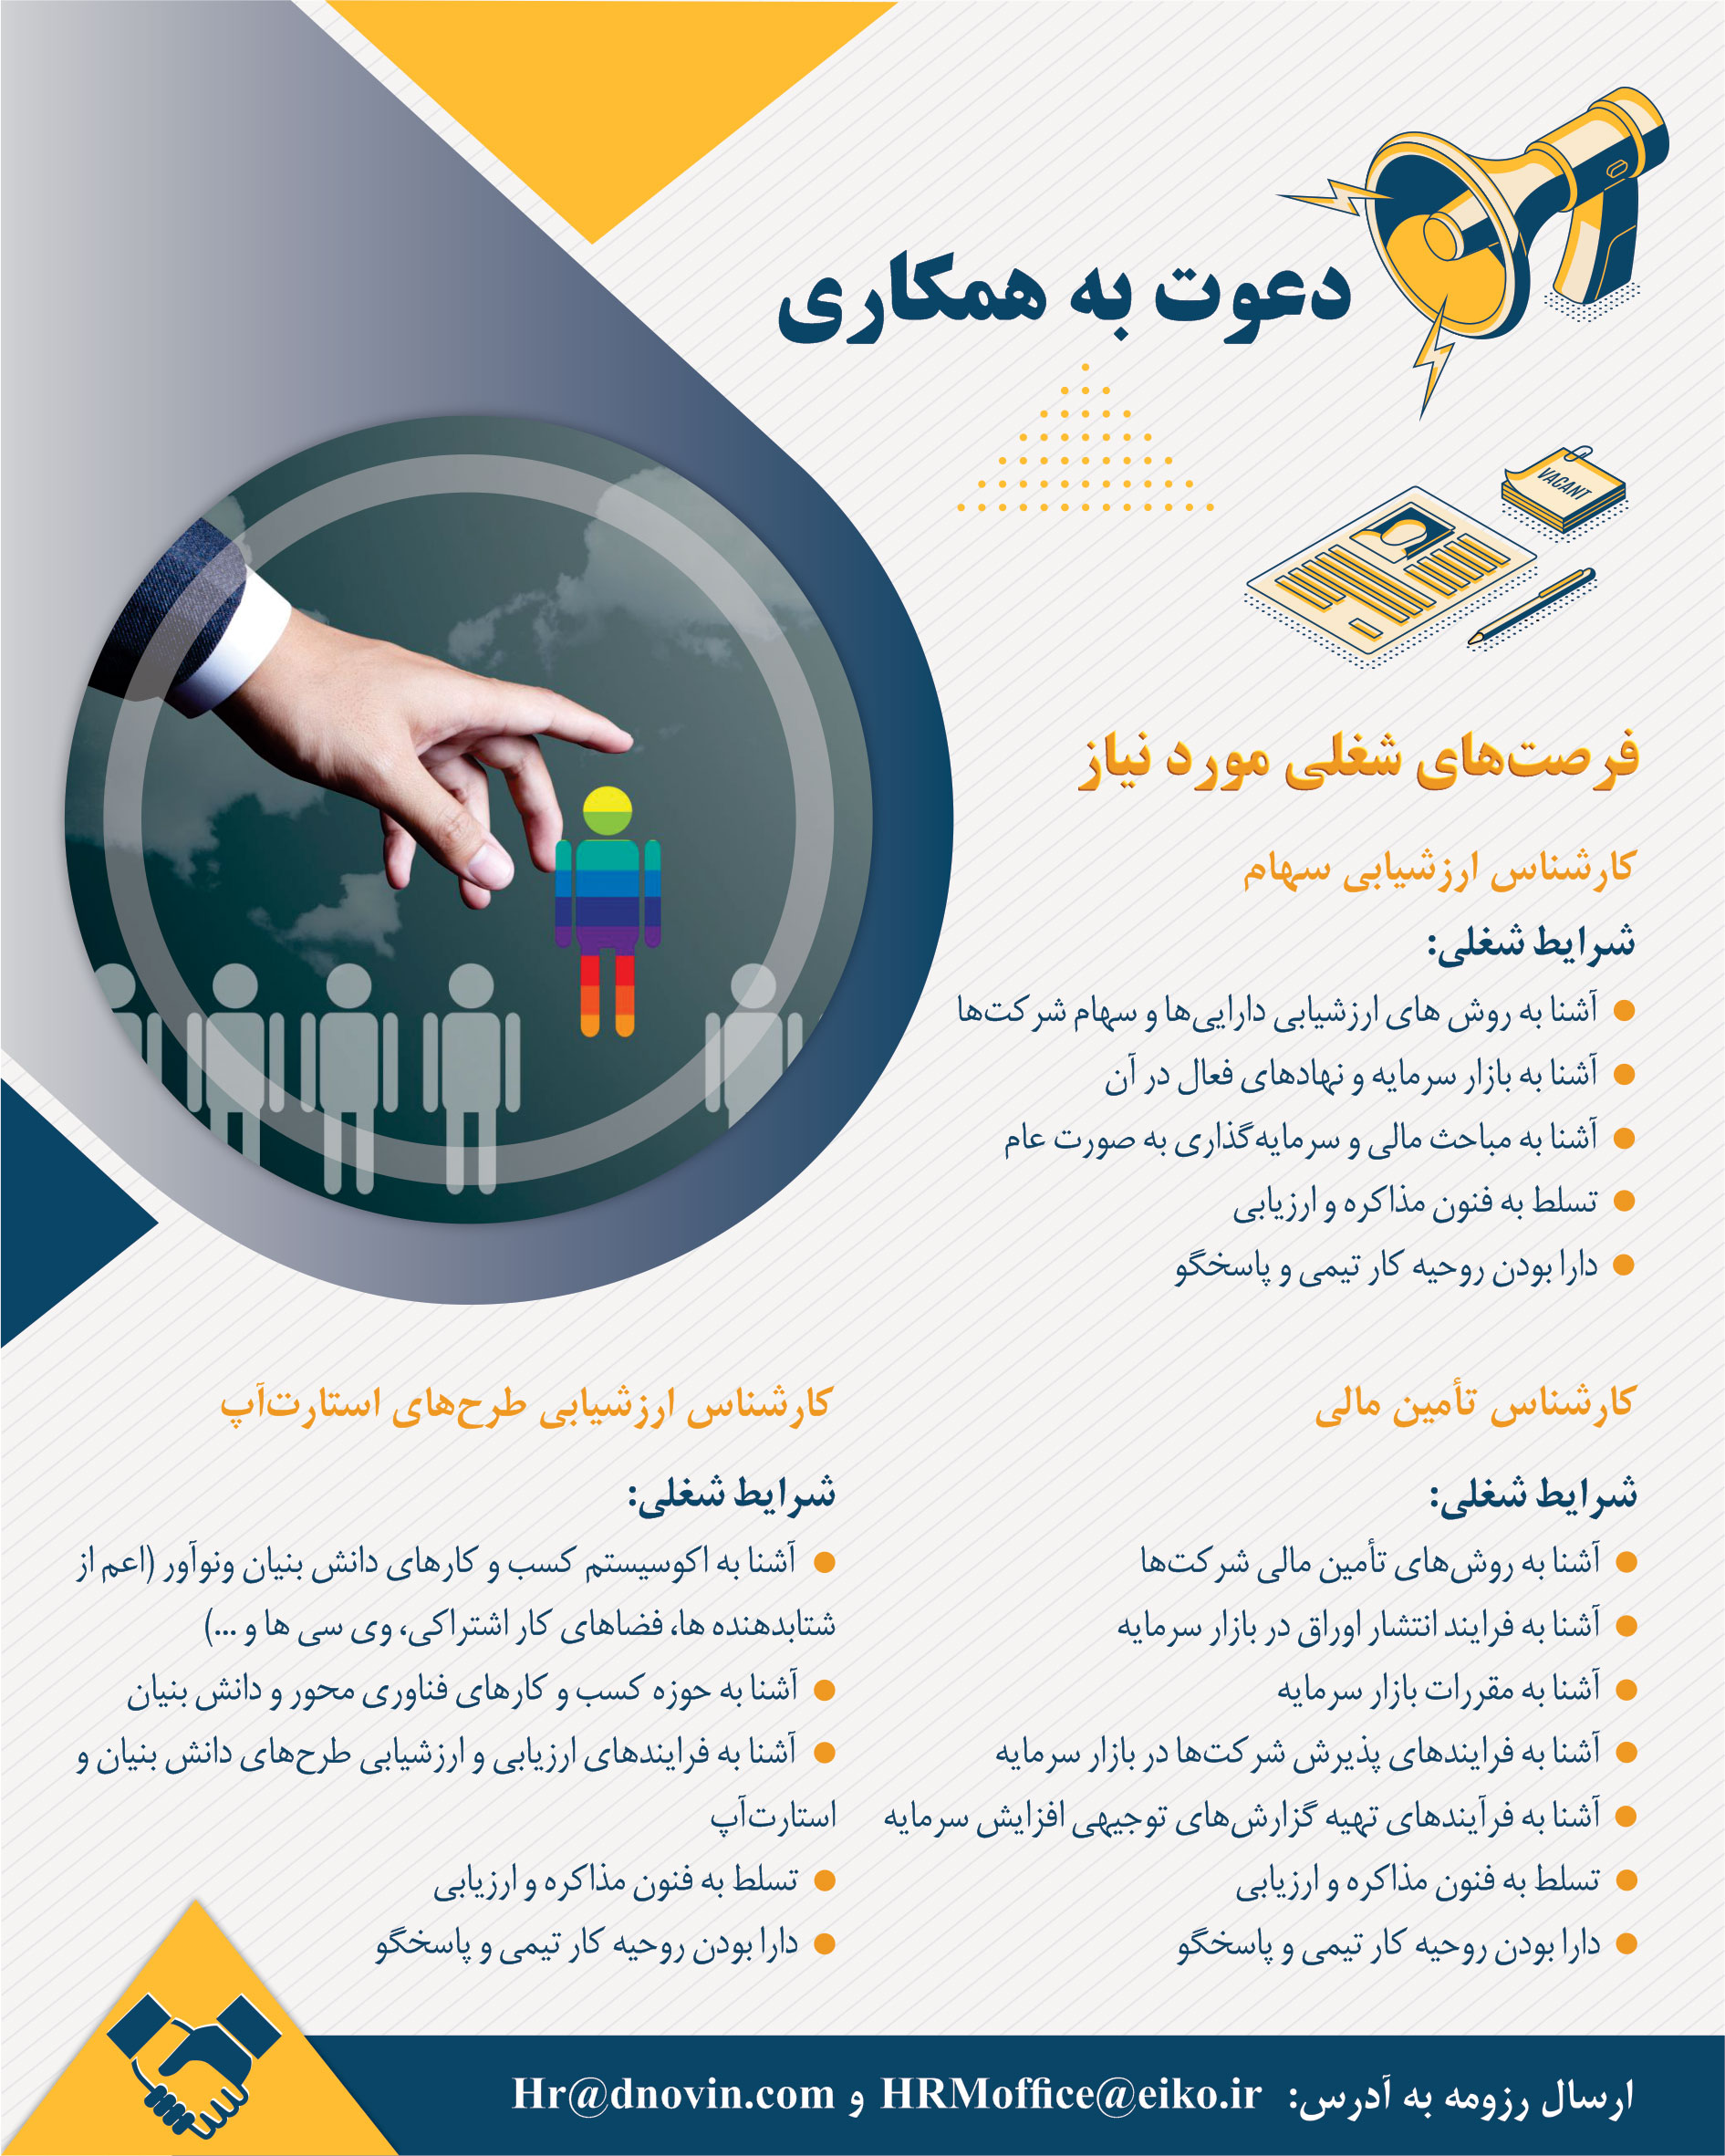 دعوت به همکاری
VACANT
فرصت‌های شغلی مورد نیاز
کارشناس ارزشیابی سهام
شرایط شغلی:
آشنا به روش های ارزشیابی دارایی‌ها و سهام شرکت‌ها
آشنا به بازار سرمایه و نهادهای فعال در آن
آشنا به مباحث مالی و سرمایه‌گذاری به صورت عام
تسلط به فنون مذاکره و ارزیابی
دارا بودن روحیه کار تیمی و پاسخگو
کارشناس تأمین مالی
شرایط شغلی:
آشنا به روش‌های تأمین مالی شرکت‌ها
آشنا به فرایند انتشار اوراق در بازار سرمایه
آشنا به مقررات بازار سرمایه
آشنا به فرایندهای پذیرش شرکت‌ها در بازار سرمایه
آشنا به فرآیندهای تهیه گزارش‌های توجیهی افزایش سرمایه
تسلط به فنون مذاکره و ارزیابی
دارا بودن روحیه کار تیمی و پاسخگو
کارشناس ارزشیابی طرح‌های استارت‌آپ
شرایط شغلی:
آشنا به اکوسیستم کسب و کارهای دانش بنیان ونوآور (اعم از
شتابدهنده ها، فضاهای کار اشتراکی، وی سی ها و ...)
آشنا به حوزه کسب و کارهای فناوری محور و دانش بنیان
آشنا به فرایندهای ارزیابی و ارزشیابی طرح‌های دانش بنیان و
استارت‌آپ
تسلط به فنون مذاکره و ارزیابی
دارا بودن روحیه کار تیمی و پاسخگو
ارسال رزومه به آدرس: HRMoffice@eiko.ir و Hr@dnovin.com